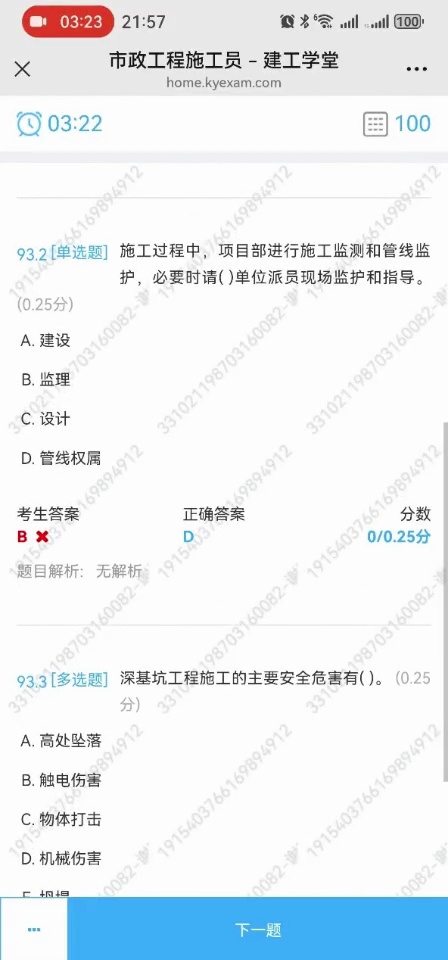 03:23 21:57 100
市政工程施工员 – 建工学堂
home.kyexam.com
03:22 100
93.2 [单选题] 施工过程中，项目部进行施工监测和管线监
护，必要时请( )单位派员现场监护和指导。
(0.25分)
A. 建设
B. 监理
C. 设计
D. 管线权属
考生答案 正确答案 分数
B D 0/0.25分
题目解析: 无解析
93.3 [多选题] 深基坑工程施工的主要安全危害有( )。 (0.25
分)
A. 高处坠落
B. 触电伤害
C. 物体打击
D. 机械伤害
E. 坍塌
下一题
1915403766169894912
331021198703160082